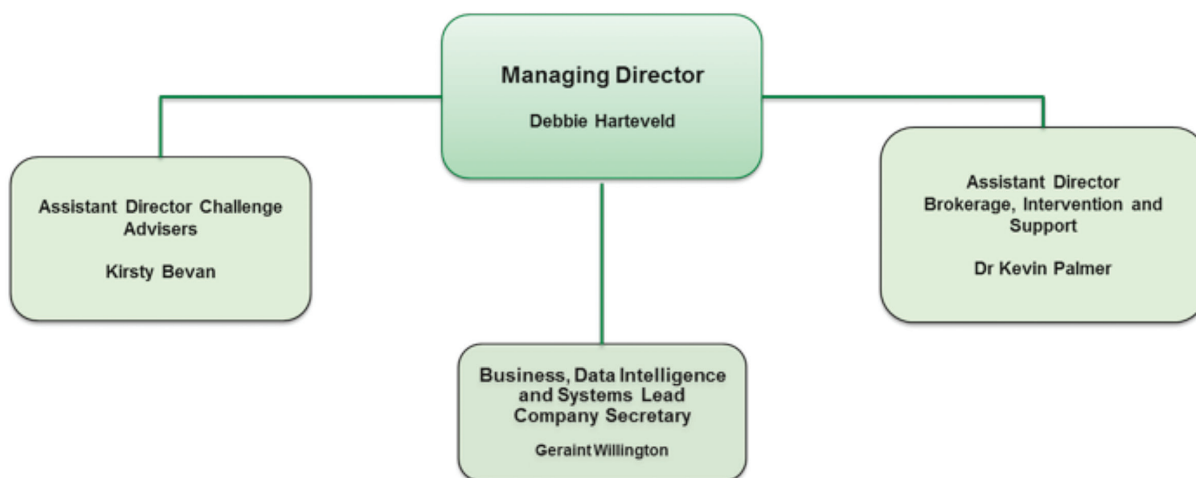 Managing Director
Debbie Harteveld
Assistant Director Challenge
Advisers
Kirsty Bevan
Assistant Director
Brokerage, Intervention and
Support
Dr Kevin Palmer
Business, Data Intelligence
and Systems Lead
Company Secretary
Geraint Willington